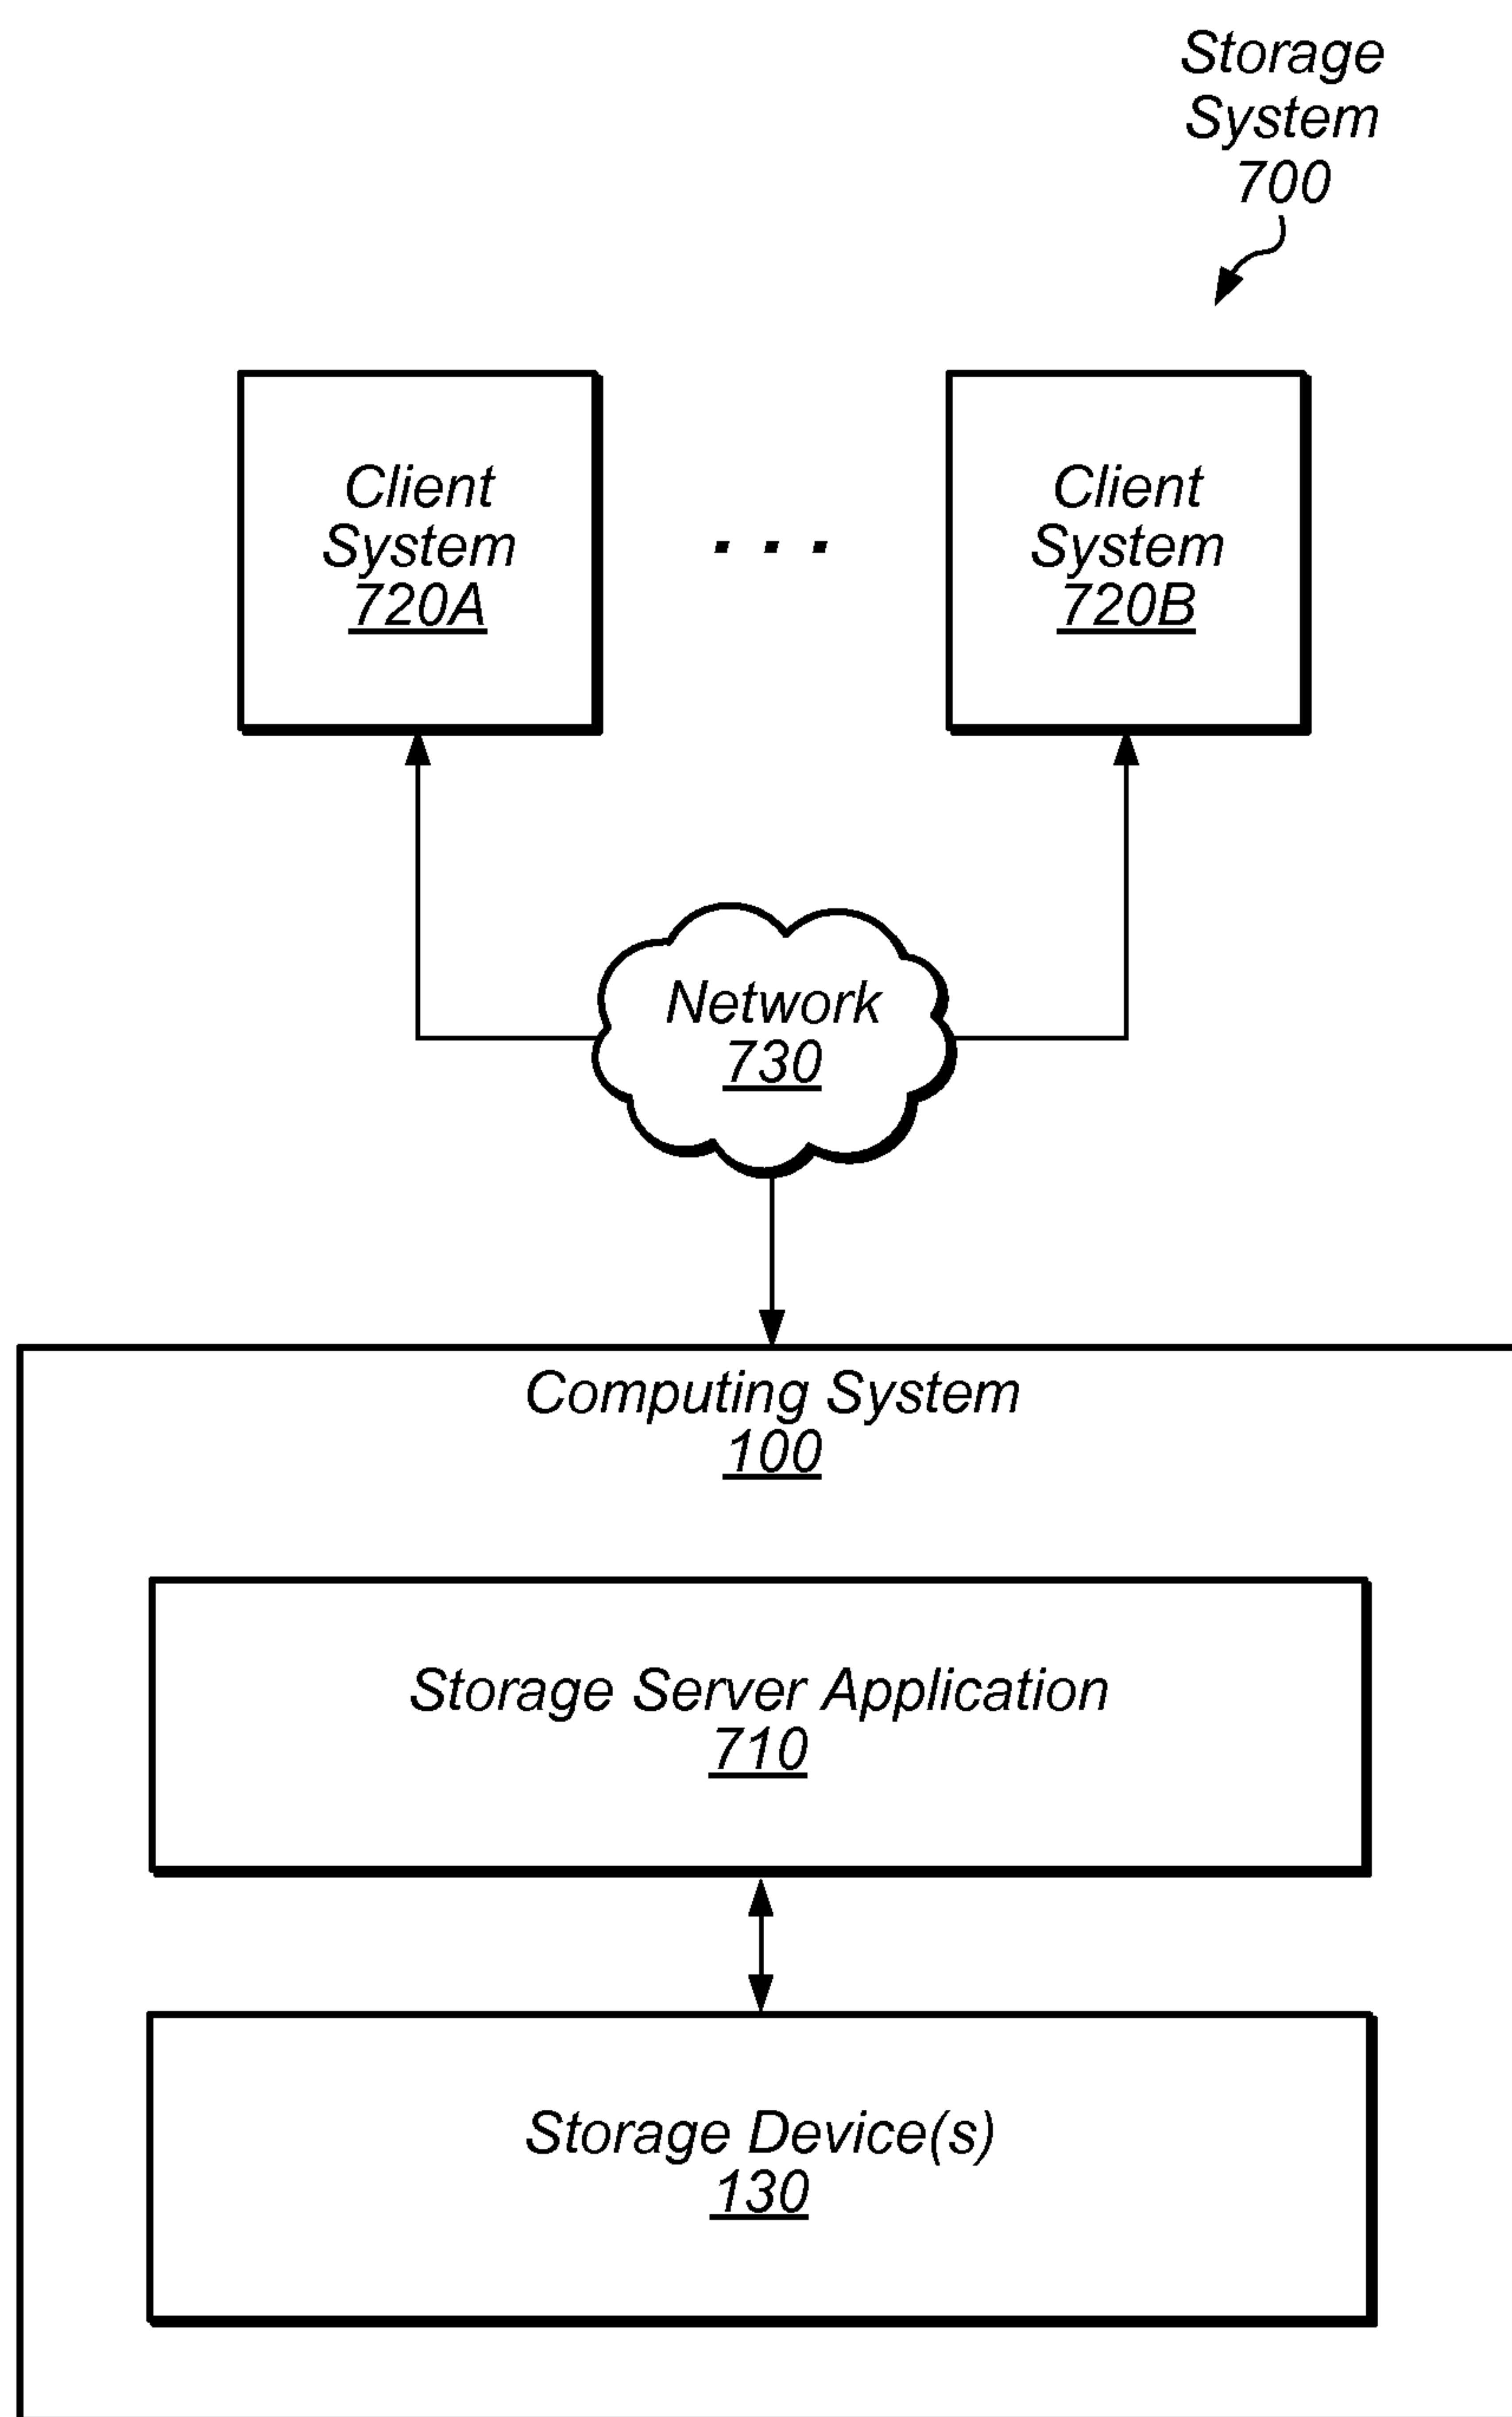 Storage
System
700
Client
System
720A
. . .
Client
System
720B
Network
730
Computing System
100
Storage Server Application
710
Storage Device(s)
130